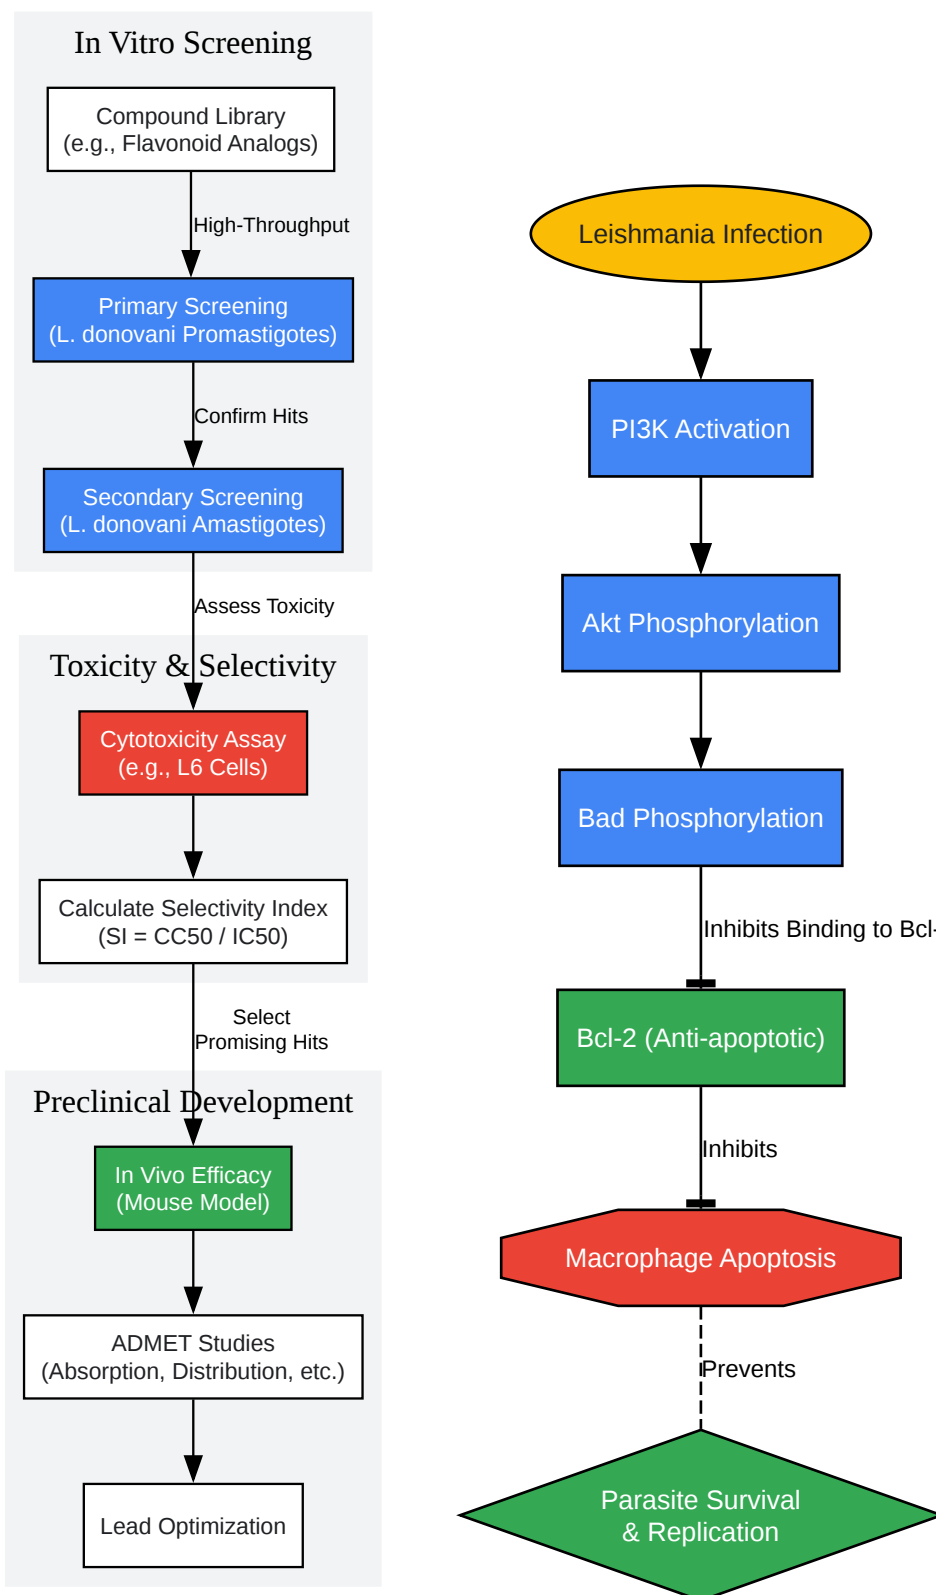 In Vitro Screening
Compound Library
(e.g., Flavonoid Analogs)
High-Throughput
Primary Screening
(L. donovani Promastigotes)
Confirm Hits
Secondary Screening
(L. donovani Amastigotes)
Assess Toxicity
Toxicity & Selectivity
Cytotoxicity Assay
(e.g., L6 Cells)
Calculate Selectivity Index
(SI = CC50 / IC50)
Select
Promising Hits
Preclinical Development
In Vivo Efficacy
(Mouse Model)
ADMET Studies
(Absorption, Distribution, etc.)
Lead Optimization
Leishmania Infection
PI3K Activation
Akt Phosphorylation
Bad Phosphorylation
Inhibits Binding to Bcl-
Bcl-2 (Anti-apoptotic)
Inhibits
Macrophage Apoptosis
Prevents
Parasite Survival
& Replication